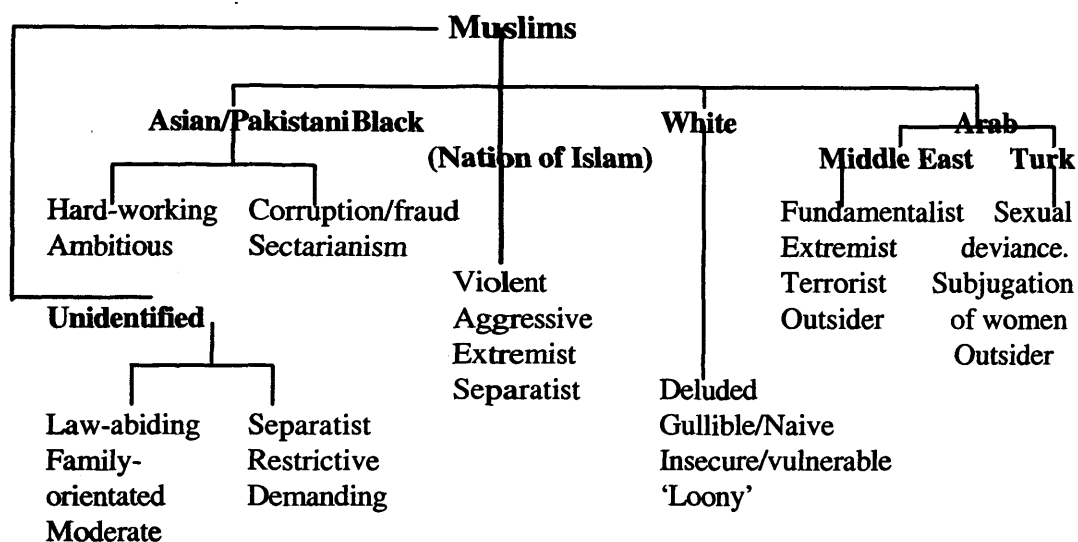 Muslims
Asian/Pakistani Black
White
Arab
(Nation of Islam)
Middle East
Turk
Hard-working
Ambitious
Corruption/fraud
Sectarianism
Fundamentalist
Extremist
Terrorist
Outsider
Sexual
deviance.
Subjugation
of women
Outsider
Violent
Aggressive
Extremist
Separatist
Unidentified
Deluded
Gullible/Naive
Insecure/vulnerable
‘Loony’
Law-abiding
Family-
orientated
Moderate
Separatist
Restrictive
Demanding